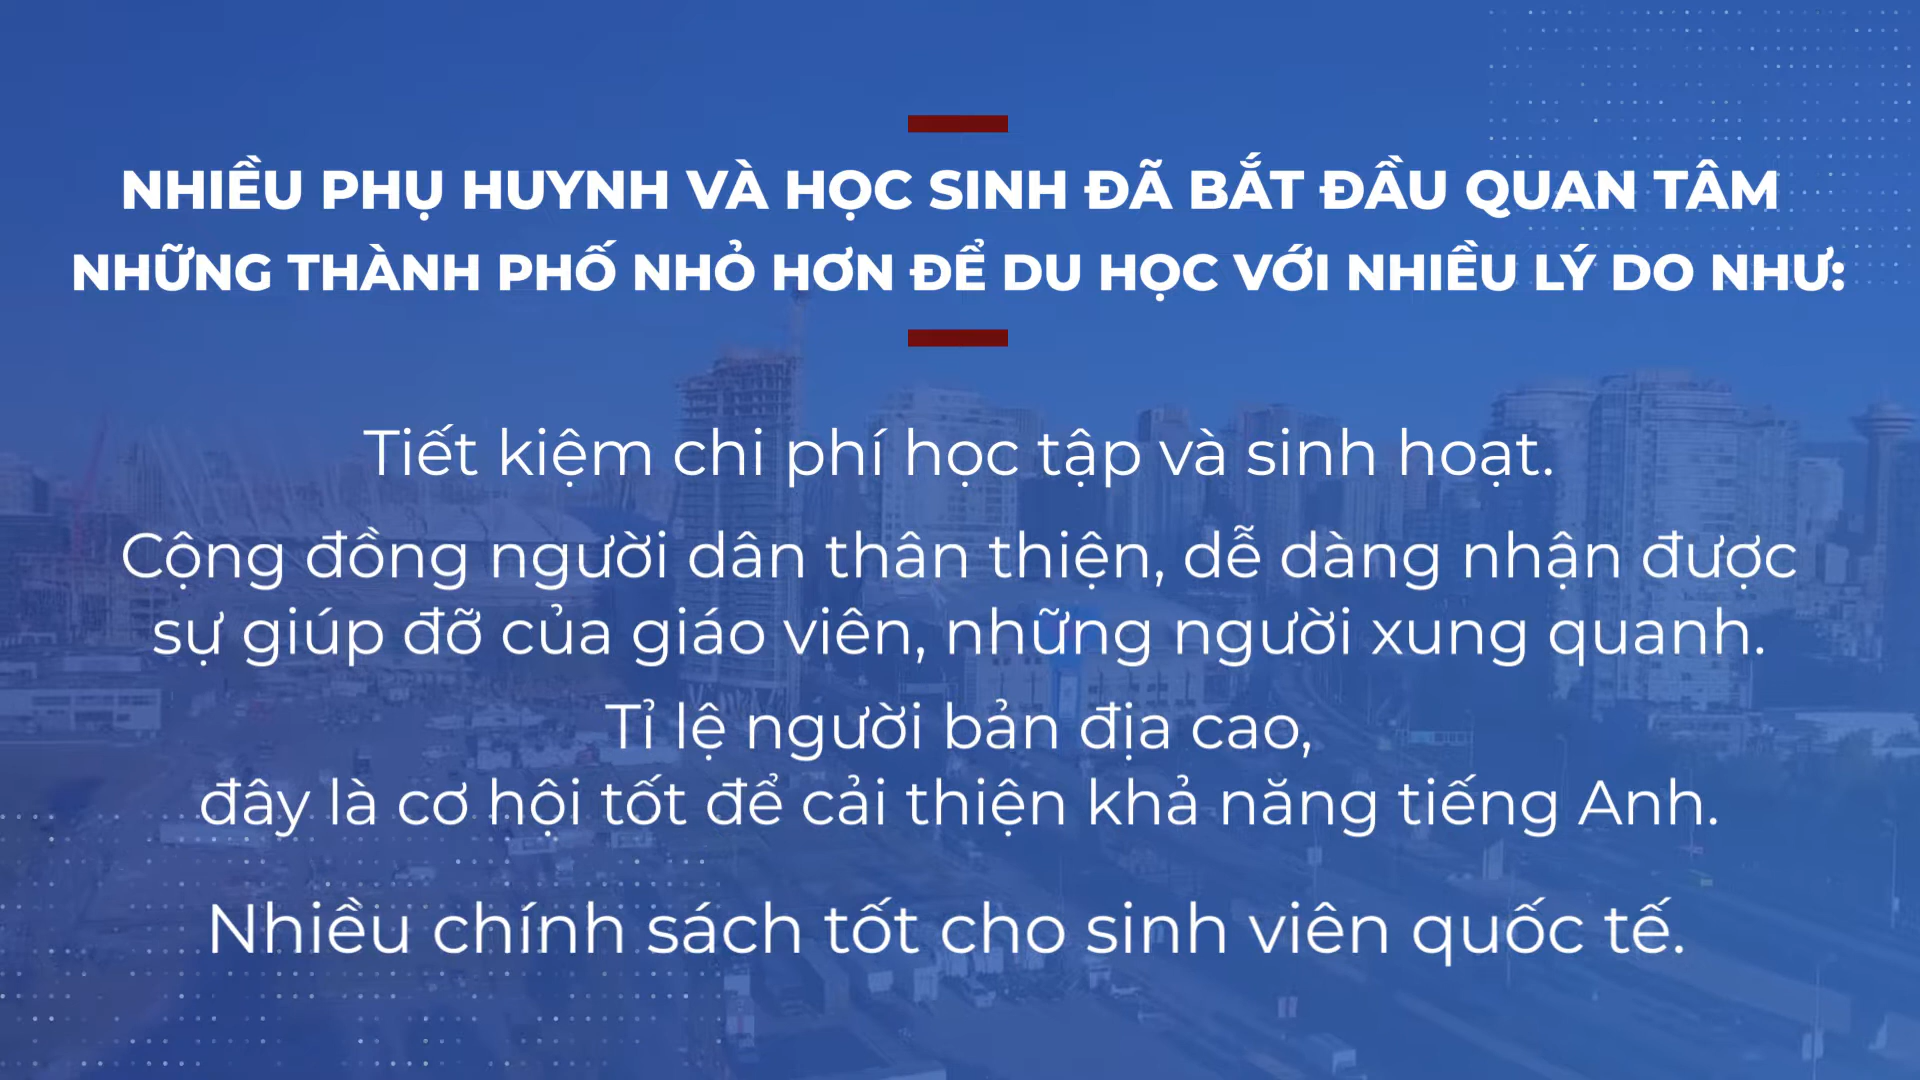 NHIỀU PHỤ HUYNH VÀ HỌC SINH ĐÃ BẮT ĐẦU QUAN TÂM
NHỮNG THÀNH PHỐ NHỎ HƠN ĐỂ DU HỌC VỚI NHIỀU LÝ DO NHƯ:
Tiết kiệm chi phí học tập và sinh hoạt.
Cộng đồng người dân thân thiện, dễ dàng nhận được
sự giúp đỡ của giáo viên, những người xung quanh.
Tỉ lệ người bản địa cao,
đây là cơ hội tốt để cải thiện khả năng tiếng Anh.
Nhiều chính sách tốt cho sinh viên quốc tế.